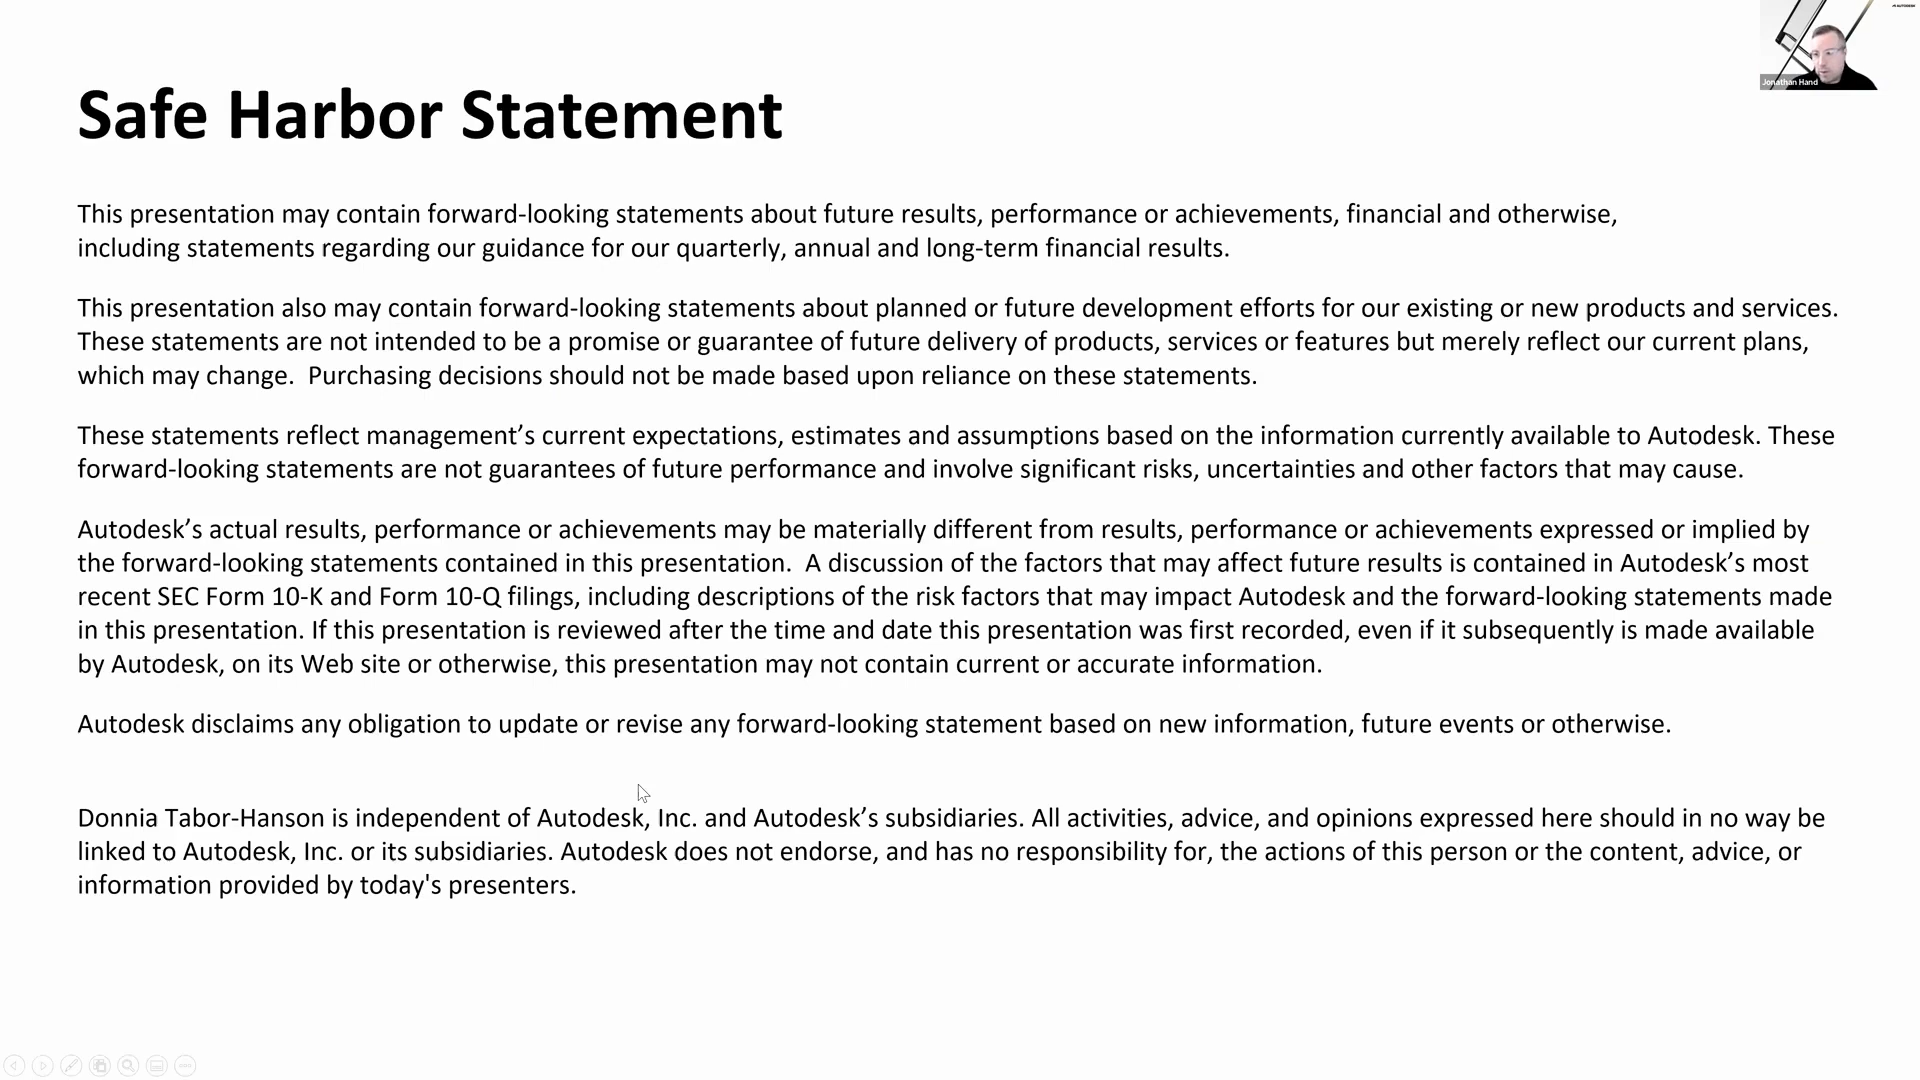 AUTODESK
Jonathan Hand
Safe Harbor Statement
This presentation may contain forward-looking statements about future results, performance or achievements, financial and otherwise,
including statements regarding our guidance for our quarterly, annual and long-term financial results.
This presentation also may contain forward-looking statements about planned or future development efforts for our existing or new products and services.
These statements are not intended to be a promise or guarantee of future delivery of products, services or features but merely reflect our current plans,
which may change.  Purchasing decisions should not be made based upon reliance on these statements.
These statements reflect management’s current expectations, estimates and assumptions based on the information currently available to Autodesk. These
forward-looking statements are not guarantees of future performance and involve significant risks, uncertainties and other factors that may cause.
Autodesk’s actual results, performance or achievements may be materially different from results, performance or achievements expressed or implied by
the forward-looking statements contained in this presentation.  A discussion of the factors that may affect future results is contained in Autodesk’s most
recent SEC Form 10-K and Form 10-Q filings, including descriptions of the risk factors that may impact Autodesk and the forward-looking statements made
in this presentation. If this presentation is reviewed after the time and date this presentation was first recorded, even if it subsequently is made available
by Autodesk, on its Web site or otherwise, this presentation may not contain current or accurate information.
Autodesk disclaims any obligation to update or revise any forward-looking statement based on new information, future events or otherwise.
Donnia Tabor-Hanson is independent of Autodesk, Inc. and Autodesk’s subsidiaries. All activities, advice, and opinions expressed here should in no way be
linked to Autodesk, Inc. or its subsidiaries. Autodesk does not endorse, and has no responsibility for, the actions of this person or the content, advice, or
information provided by today's presenters.